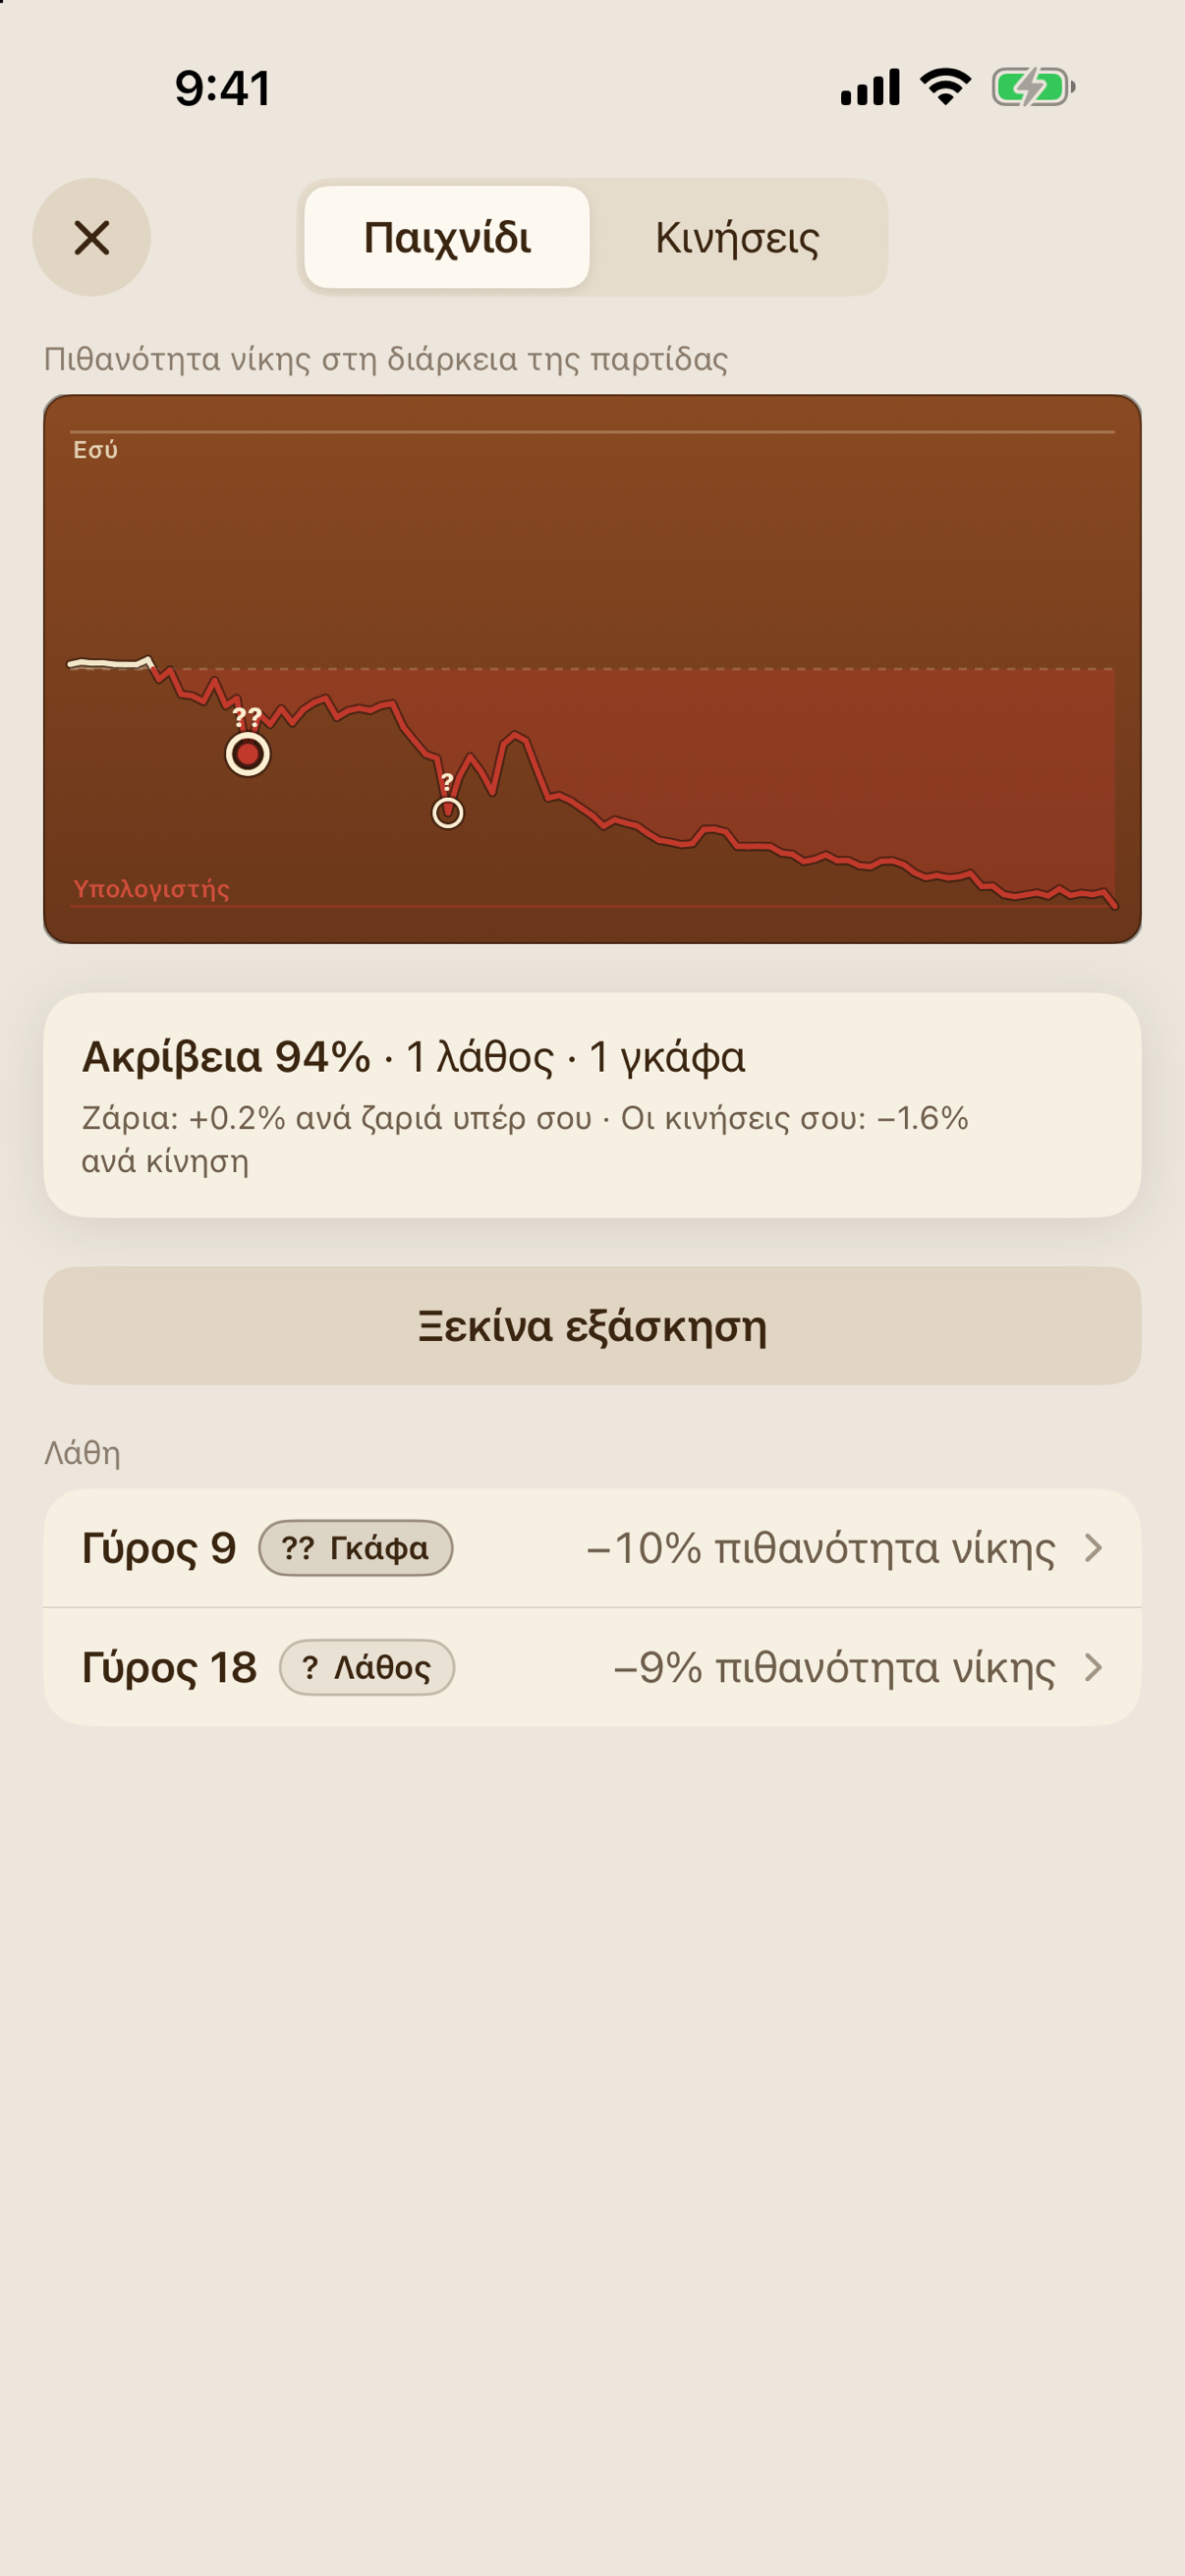 9:41
Παιχνίδι
Κινήσεις
Πιθανότητα νίκης στη διάρκεια της παρτίδας
Εσύ
??
?
Υπολογιστής
Ακρίβεια 94% · 1 λάθος · 1 γκάφα
Ζάρια: +0.2% ανά ζαριά υπέρ σου · Οι κινήσεις σου: −1.6%
ανά κίνηση
Ξεκίνα εξάσκηση
Λάθη
Γύρος 9 ?? Γκάφα −10% πιθανότητα νίκης
Γύρος 18 ? Λάθος −9% πιθανότητα νίκης